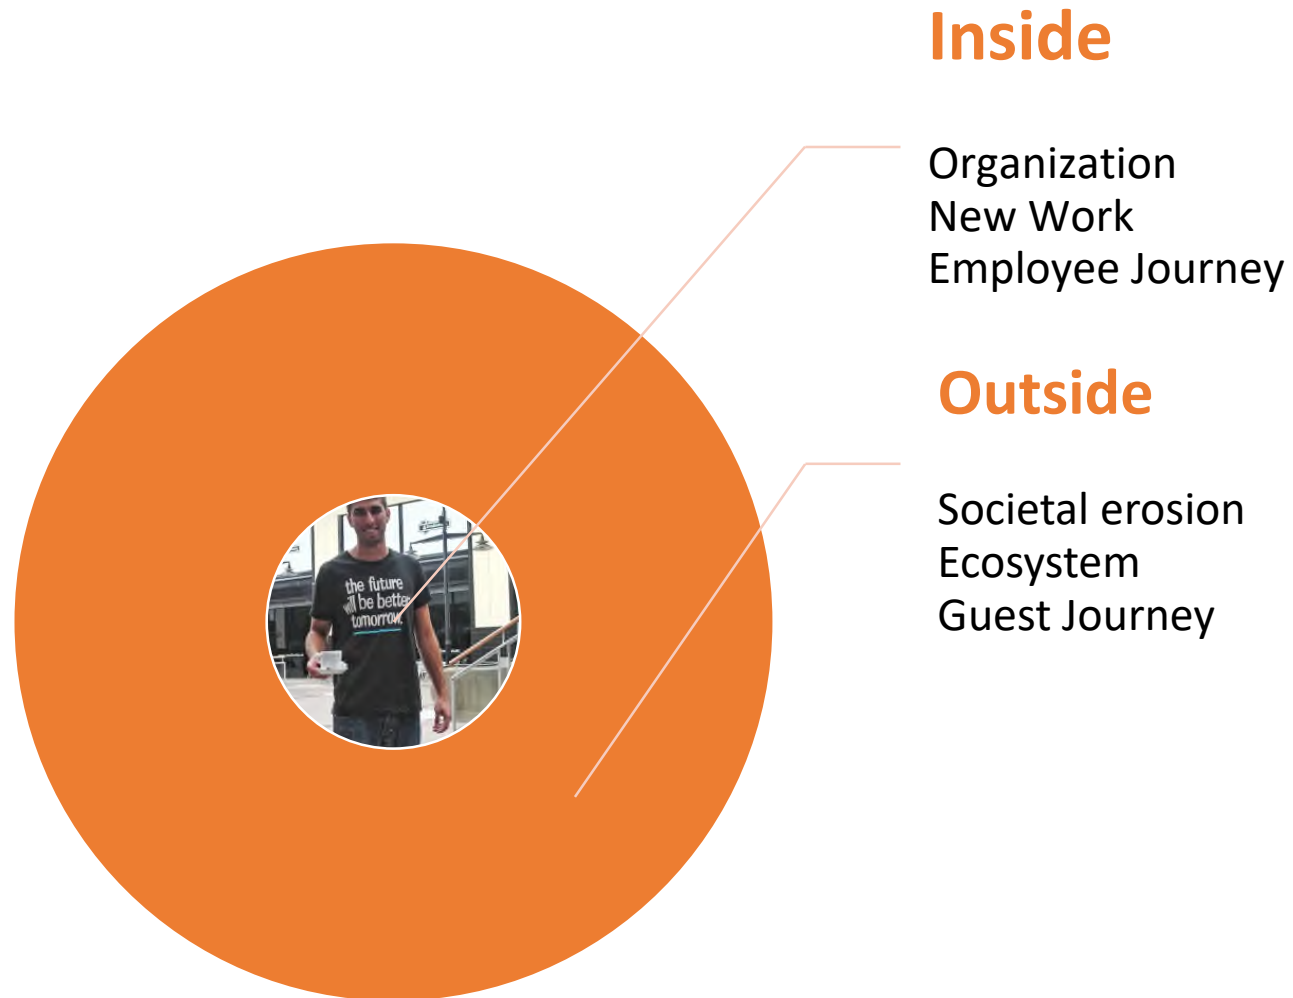 Inside
Organization
New Work
Employee Journey
Outside
Societal erosion
Ecosystem
Guest Journey
the future
will be better
tomorrow.